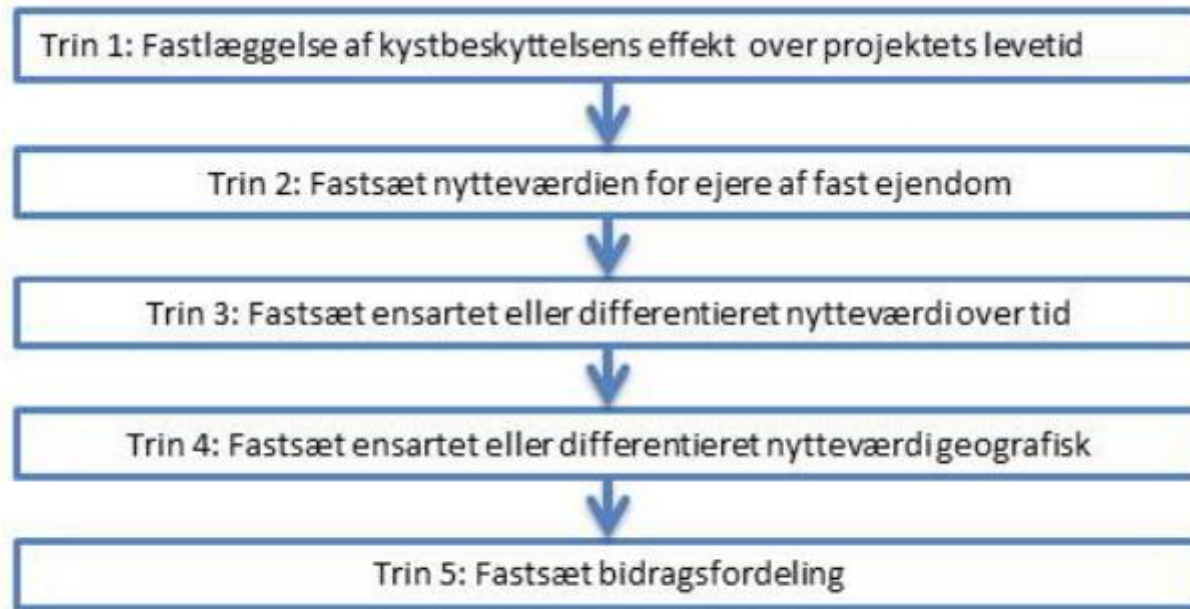 Trin 1: Fastlæggelse af kystbeskyttelsens effekt over projektets levetid
Trin 2: Fastsæt nytteværdien for ejere af fast ejendom
Trin 3: Fastsæt ensartet eller differentieret nytteværdi over tid
Trin 4: Fastsæt ensartet eller differentieret nytteværdi geografisk
Trin 5: Fastsæt bidragsfordeling